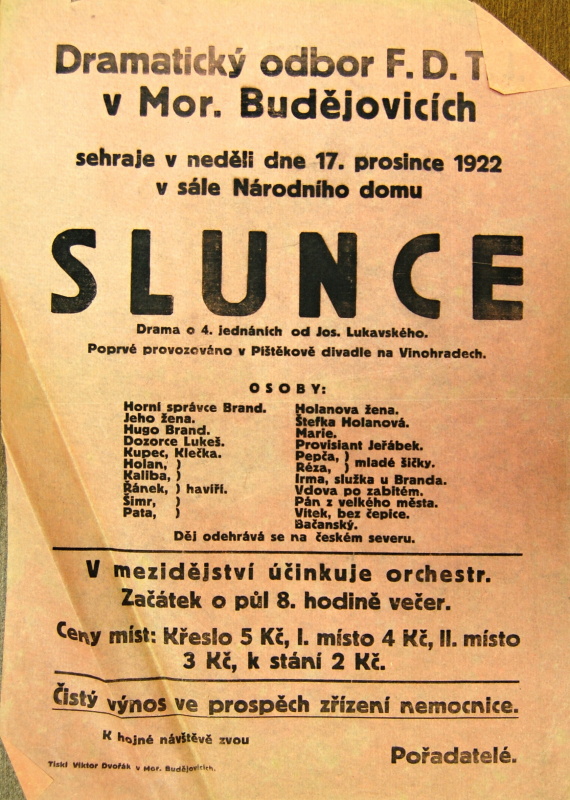 Dramatický odbor F. D. T.
v Mor. Budějovicích
sehraje v neděli dne 17. prosince 1922
v sále Národního domu
SLUNCE
Drama o 4. jednáních od Jos. Lukavského.
Poprvé provozováno v Pištěkově divadle na Vinohradech.
OSOBY:
Horní správce Brand.
Jeho žena.
Hugo Brand.
Dozorce Lukeš.
Kupec, Klečka.
Holan, )
Kaliba, )
Řánek, ) havíři.
Šimr, )
Pata, )
Holanova žena.
Štefka Holanová.
Marie.
Provisiant Jeřábek.
Pepča, )
Réza, ) mladé šičky.
Irma, služka u Branda.
Vdova po zabitém.
Pán z velkého města.
Vítek, bez čepice.
Bačanský.
Děj odehrává se na českém severu.
V mezidějství účinkuje orchestr.
Začátek o půl 8. hodině večer.
Ceny míst: Křeslo 5 Kč, I. místo 4 Kč, II. místo
3 Kč, k stání 2 Kč.
Čistý výnos ve prospěch zřízení nemocnice.
K hojné návštěvě zvou
Pořadatelé.
Tiskl Viktor Dvořák v Mor. Budějovicích.